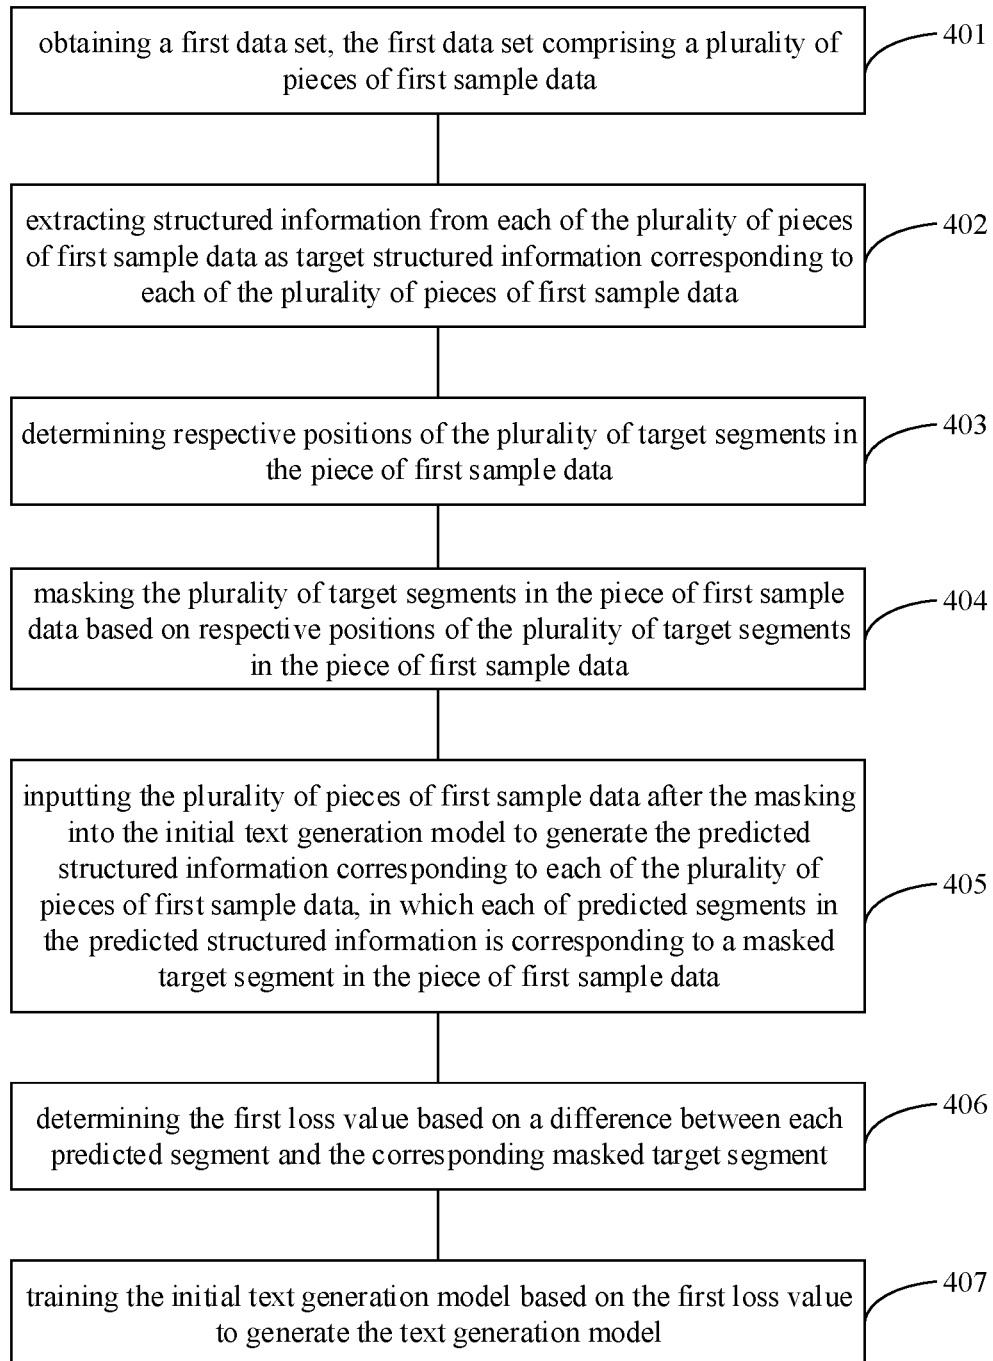 obtaining a first data set, the first data set comprising a plurality of
pieces of first sample data
401
extracting structured information from each of the plurality of pieces
of first sample data as target structured information corresponding to
each of the plurality of pieces of first sample data
402
determining respective positions of the plurality of target segments in
the piece of first sample data
403
masking the plurality of target segments in the piece of first sample
data based on respective positions of the plurality of target segments
in the piece of first sample data
404
inputting the plurality of pieces of first sample data after the masking
into the initial text generation model to generate the predicted
structured information corresponding to each of the plurality of
pieces of first sample data, in which each of predicted segments in
the predicted structured information is corresponding to a masked
target segment in the piece of first sample data
405
determining the first loss value based on a difference between each
predicted segment and the corresponding masked target segment
406
training the initial text generation model based on the first loss value
to generate the text generation model
407